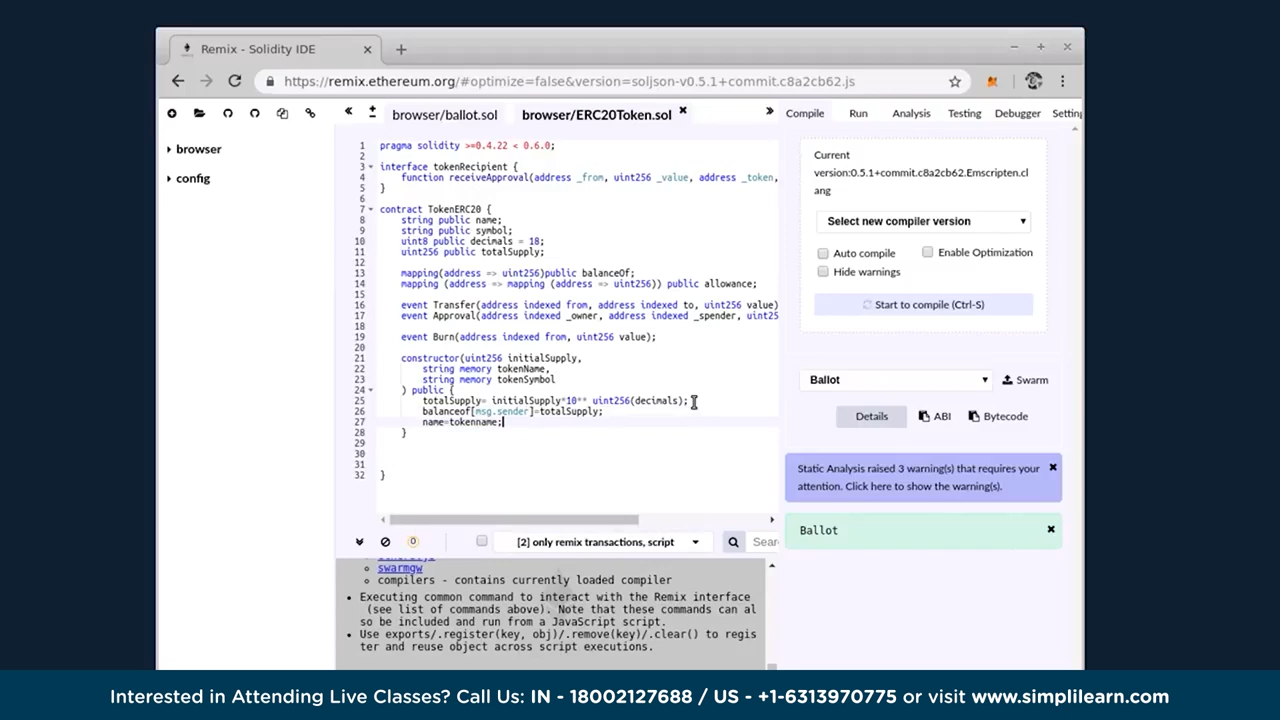 Remix - Solidity IDE
https://remix.ethereum.org/#optimize=false&version=soljson-v0.5.1+commit.c8a2cb62.js
browser/ballot.sol browser/ERC20Token.sol Compile Run Analysis Testing Debugger Setting
browser
config
1 pragma solidity >=0.4.22 < 0.6.0;
2
3 interface tokenRecipient {
4 function receiveApproval(address _from, uint256 _value, address _token,
5 }
6
7 contract TokenERC20 {
8 string public name;
9 string public symbol;
10 uint8 public decimals = 18;
11 uint256 public totalSupply;
12
13 mapping(address => uint256)public balanceOf;
14 mapping (address => mapping (address => uint256)) public allowance;
15
16 event Transfer(address indexed from, address indexed to, uint256 value)
17 event Approval(address indexed _owner, address indexed _spender, uint25
18
19 event Burn(address indexed from, uint256 value);
20
21 constructor(uint256 initialSupply,
22 string memory tokenName,
23 string memory tokenSymbol
24 ) public {
25 totalSupply= initialSupply*10** uint256(decimals);
26 balanceof[msg.sender]=totalSupply;
27 name=tokenname;
28 }
29
30
31
32 }
Current
version:0.5.1+commit.c8a2cb62.Emscripten.cl
ang
Select new compiler version
Auto compile Enable Optimization
Hide warnings
Start to compile (Ctrl-S)
Ballot Swarm
Details ABI Bytecode
Static Analysis raised 3 warning(s) that requires your
attention. Click here to show the warning(s).
Ballot
0 [2] only remix transactions, script Sear
swarmgw
compilers - contains currently loaded compiler
Executing common command to interact with the Remix interface
(see list of commands above). Note that these commands can al
so be included and run from a JavaScript script.
Use exports/.register(key, obj)/.remove(key)/.clear() to regis
ter and reuse object across script executions.
Interested in Attending Live Classes? Call Us: IN - 18002127688 / US - +1-6313970775 or visit www.simplilearn.com